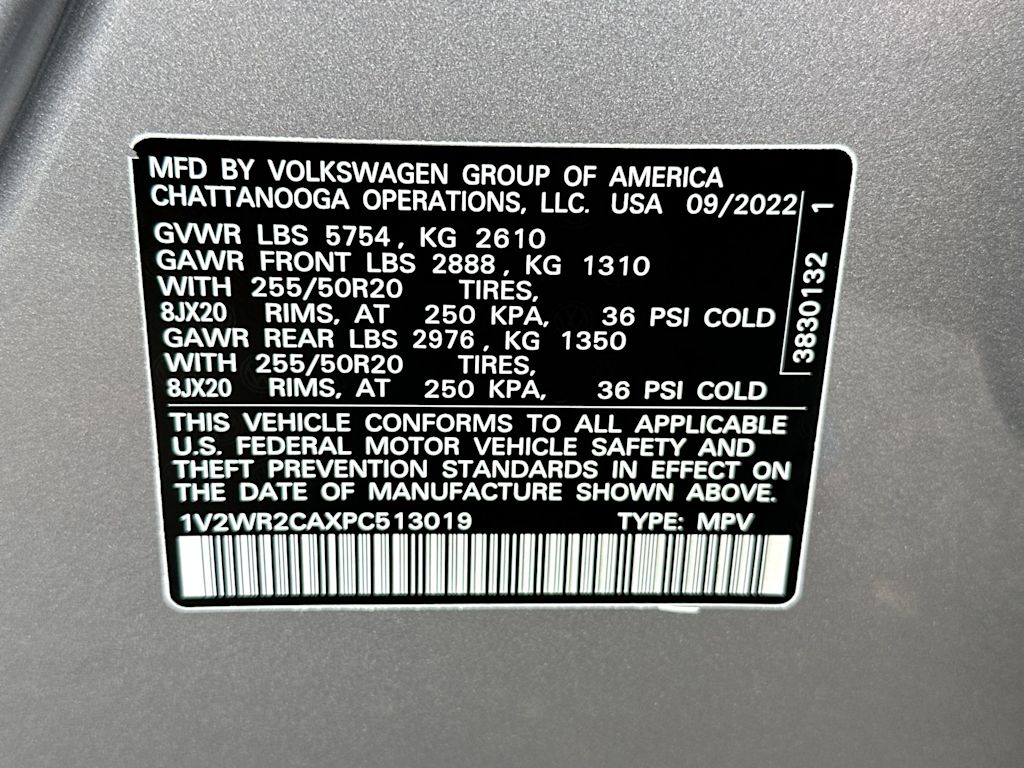 MFD BY VOLKSWAGEN GROUP OF AMERICA
CHATTANOOGA OPERATIONS, LLC. USA 09/2022
GVWR LBS 5754, KG 2610
GAWR FRONT LBS 2888, KG 1310
WITH 255/50R20 TIRES,
8JX20 RIMS, AT 250 KPA, 36 PSI COLD
GAWR REAR LBS 2976, KG 1350
WITH 255/50R20 TIRES,
8JX20 RIMS, AT 250 KPA, 36 PSI COLD
3830132 1
THIS VEHICLE CONFORMS TO ALL APPLICABLE
U.S. FEDERAL MOTOR VEHICLE SAFETY AND
THEFT PREVENTION STANDARDS IN EFFECT ON
THE DATE OF MANUFACTURE SHOWN ABOVE.
1V2WR2CAXPC513019 TYPE: MPV